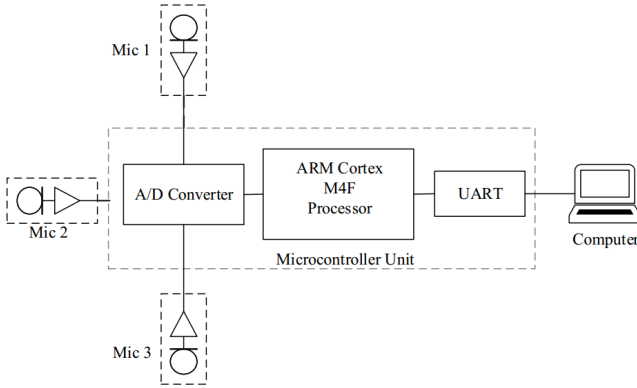 Mic 1
A/D Converter
ARM Cortex
M4F
Processor
UART
Mic 2
Computer
Microcontroller Unit
Mic 3